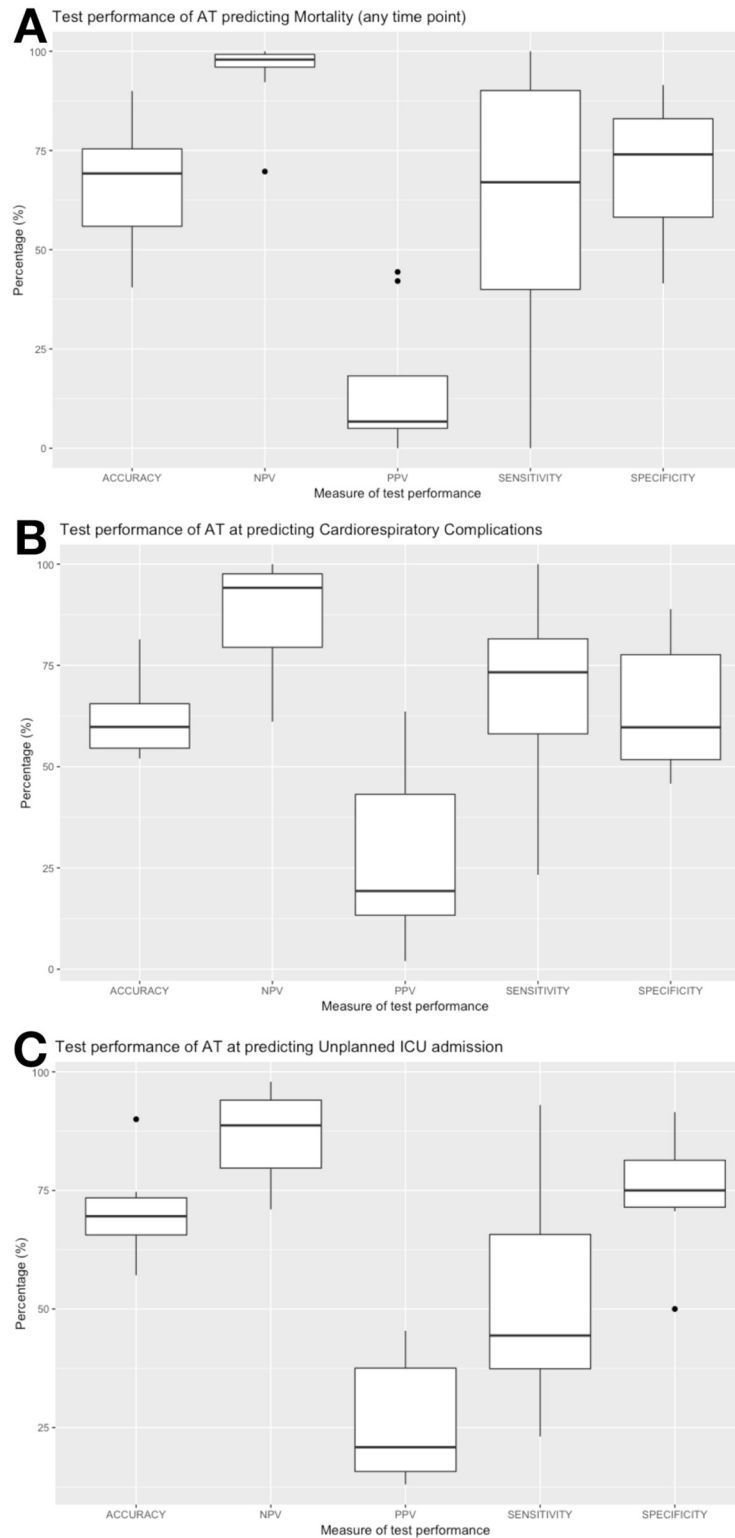 A Test performance of AT predicting Mortality (any time point)
100
75
50
25
0
Percentage (%)
ACCURACY NPV PPV SENSITIVITY SPECIFICITY
Measure of test performance
B Test performance of AT at predicting Cardiorespiratory Complications
100
75
50
25
0
Percentage (%)
ACCURACY NPV PPV SENSITIVITY SPECIFICITY
Measure of test performance
C Test performance of AT at predicting Unplanned ICU admission
100
75
50
25
Percentage (%)
ACCURACY NPV PPV SENSITIVITY SPECIFICITY
Measure of test performance